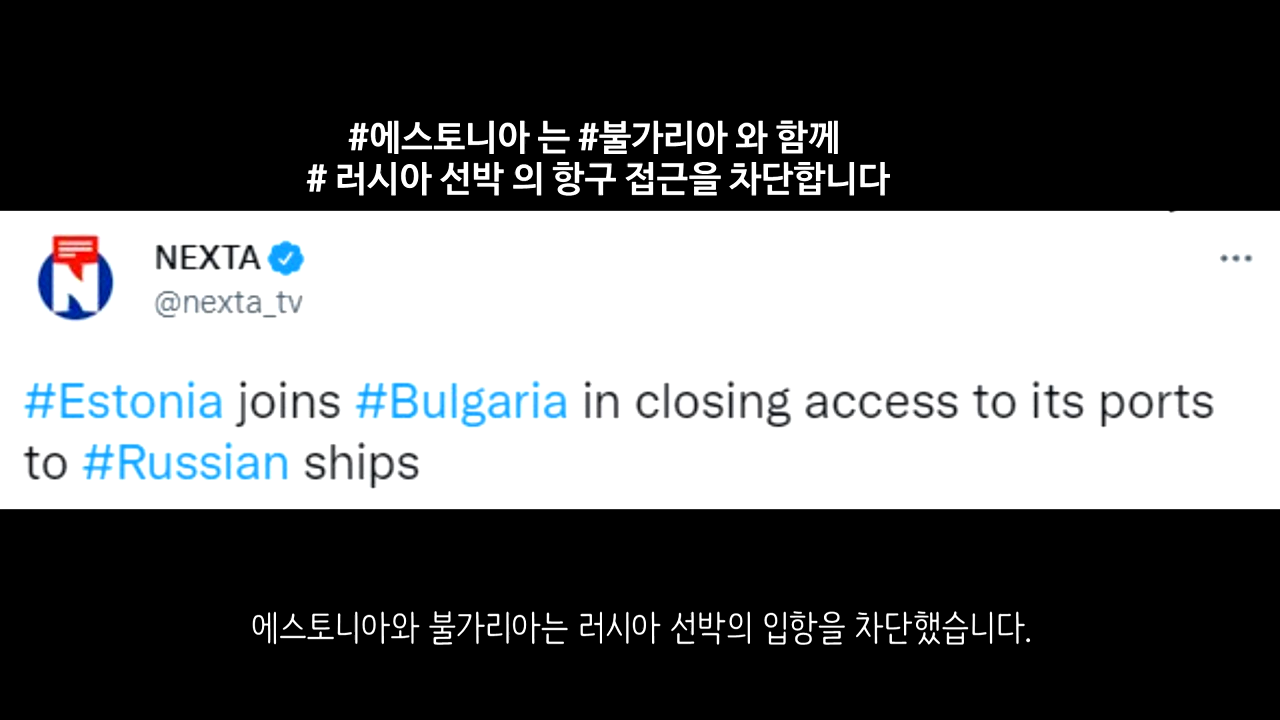 #에스토니아 는 #불가리아 와 함께
# 러시아 선박 의 항구 접근을 차단합니다
NEXTA
@nexta_tv
#Estonia joins #Bulgaria in closing access to its ports
to #Russian ships
에스토니아와 불가리아는 러시아 선박의 입항을 차단했습니다.